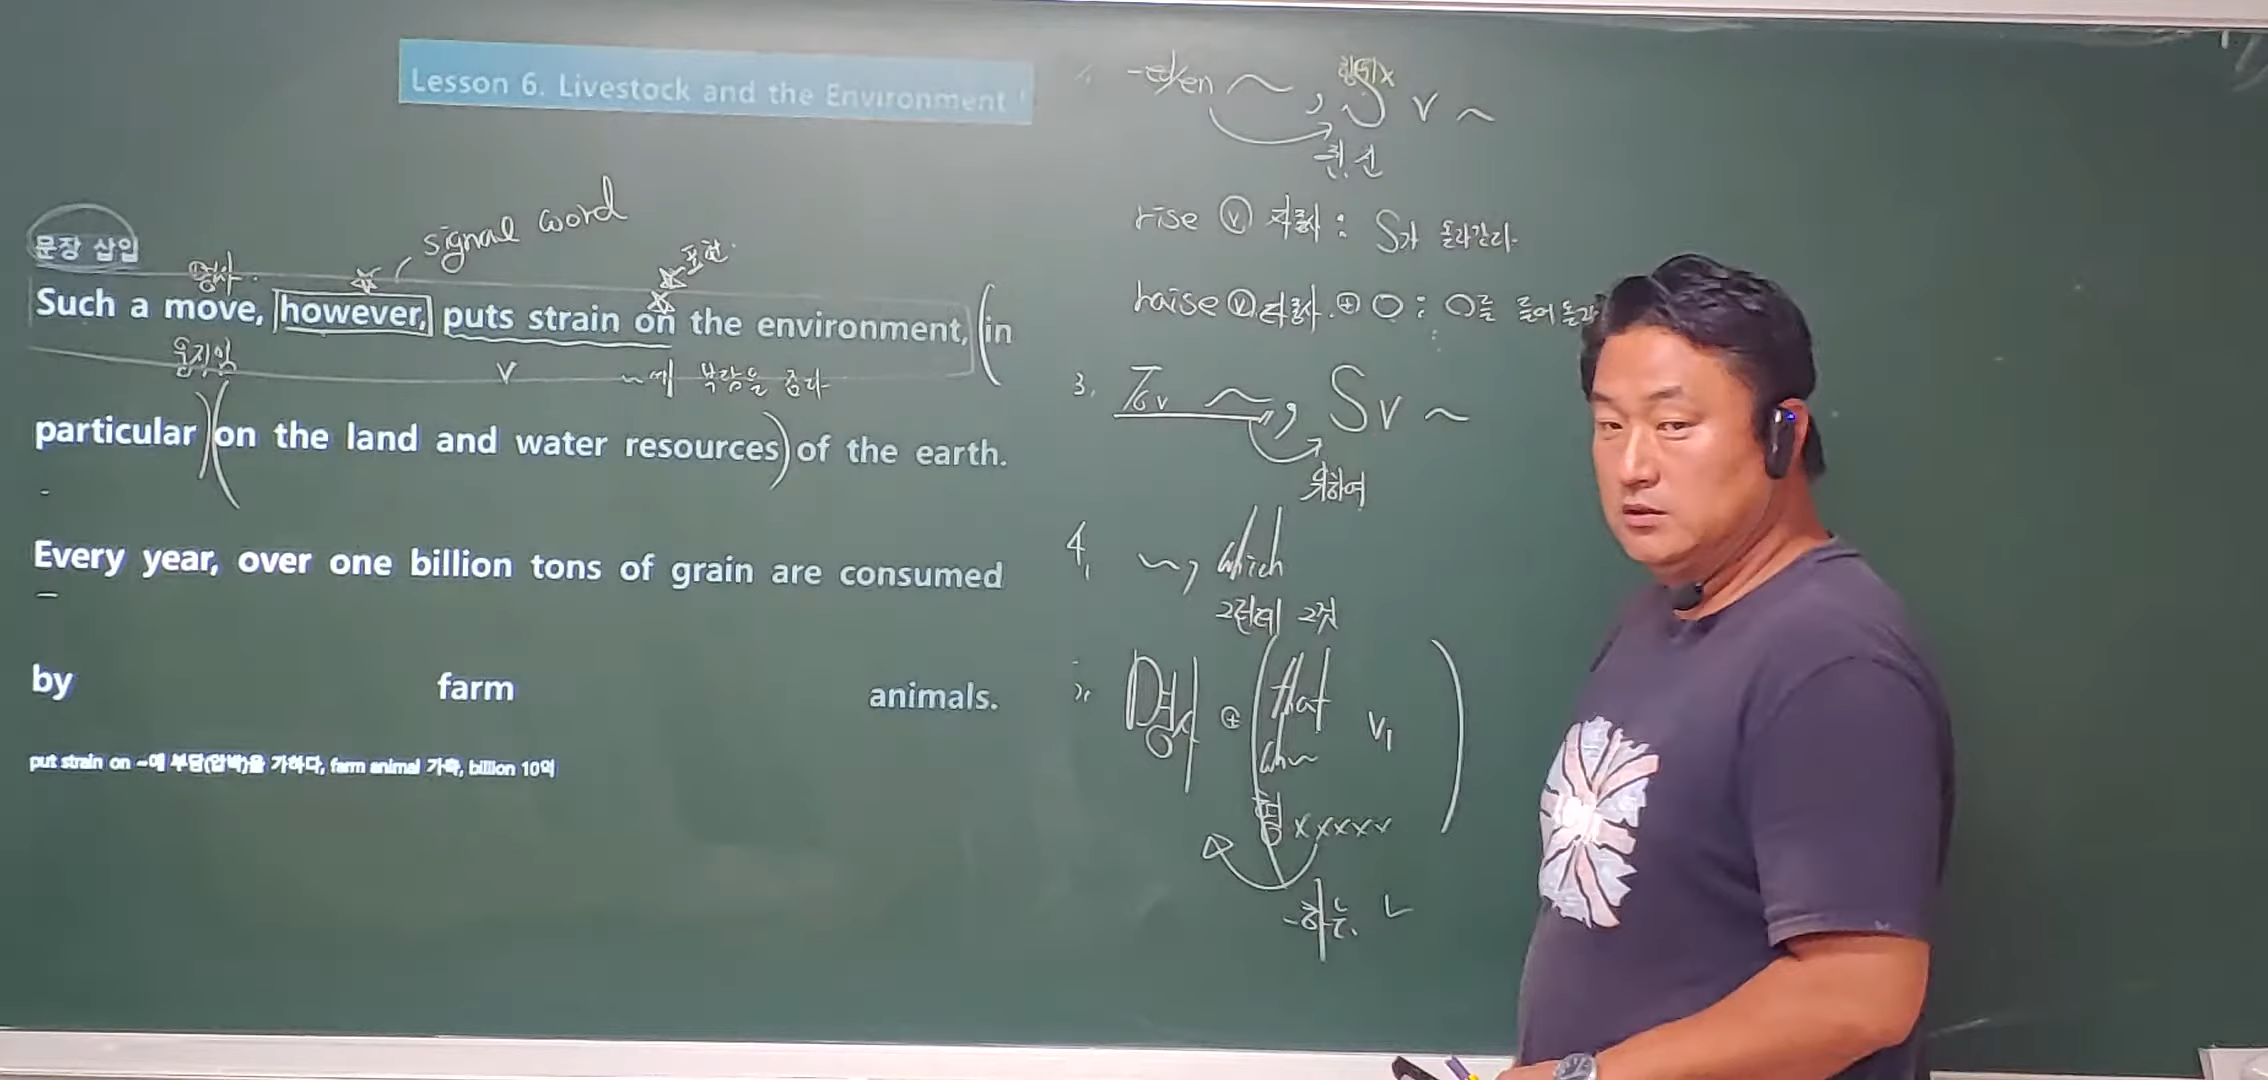 Lesson 6. Livestock and the Environment
문장 삽입
signal word
명사
표현
Such a move, however, puts strain on the environment, (in
움직임
V
~에 부담을 준다
particular) (on the land and water resources) of the earth.
Every year, over one billion tons of grain are consumed
by farm animals.
put strain on ~에 부담(압박)을 가하다, farm animal 가축, billion 10억
-ed/en ~, S V ~
rise ⓥ 자동사 : S가 올라간다
raise ⓥ 타동사 ⊕ O : O를 들어 올리
3. To v ~, S V ~
위하여
4. ~, which
그런데 그것
명 ⊕ (that V1)
-하는